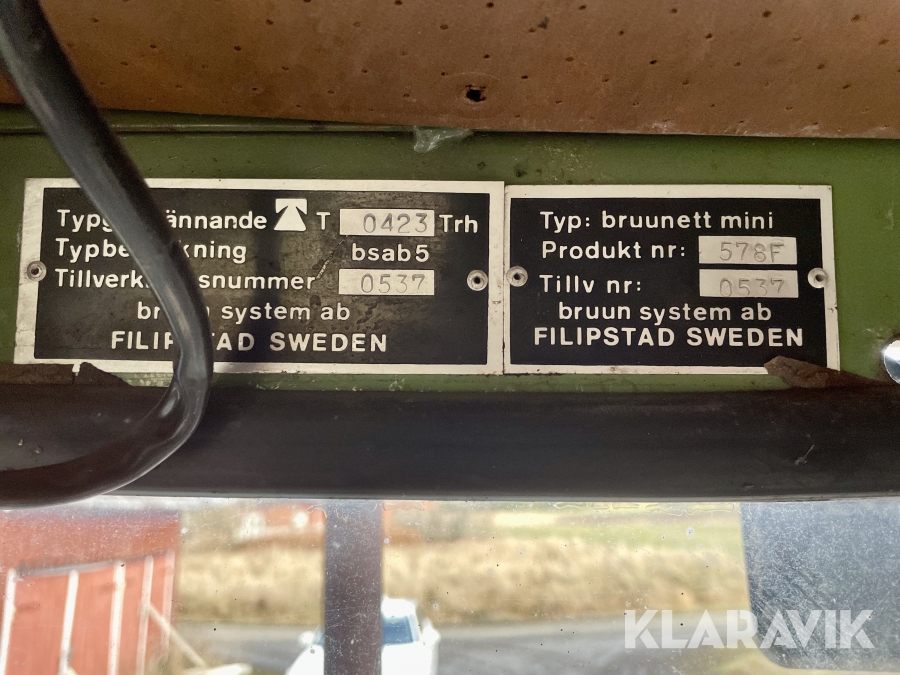 T 0423 Trh
bsab5
0537
bruun system ab
FILIPSTAD SWEDEN
Typ: bruunett mini
Produkt nr: 578F
Tillv nr: 0537
bruun system ab
FILIPSTAD SWEDEN
KLARAVIK